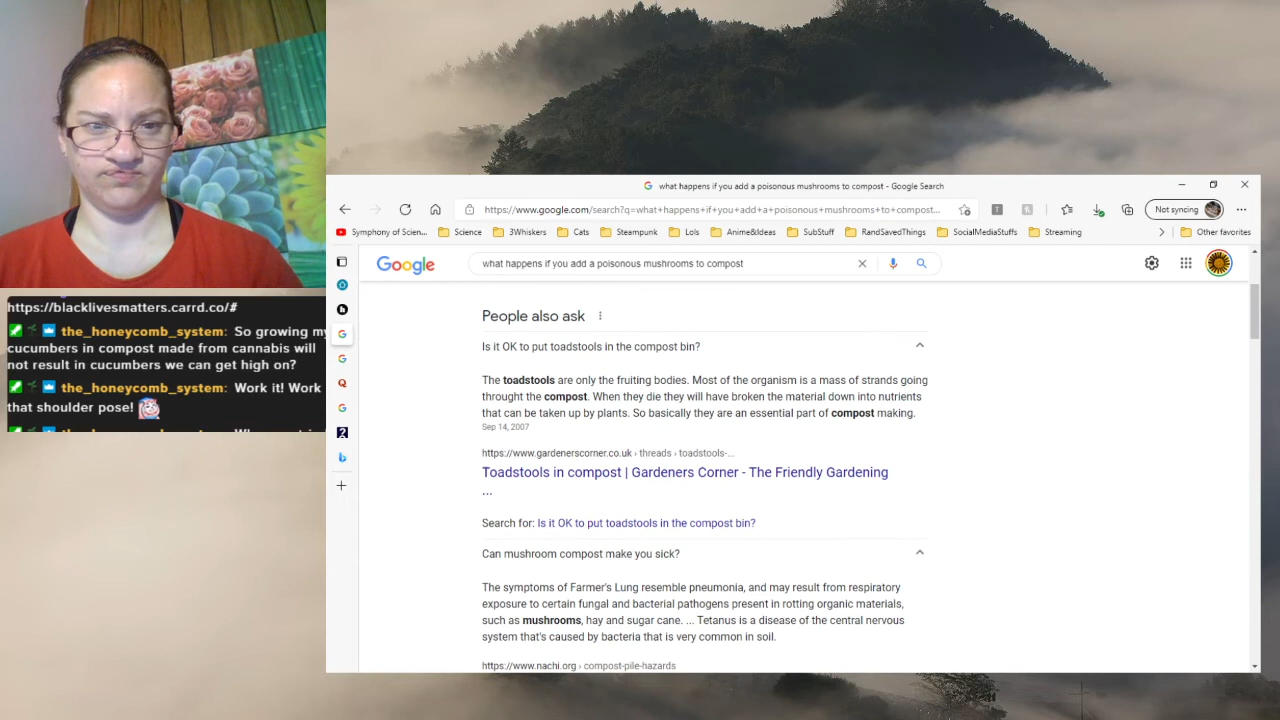 https://blacklivesmatters.carrd.co/#
the_honeycomb_system: So growing my
cucumbers in compost made from cannabis will
not result in cucumbers we can get high on?
the_honeycomb_system: Work it! Work
that shoulder pose!
what happens if you add a poisonous mushrooms to compost - Google Search
https://www.google.com/search?q=what+happens+if+you+add+a+poisonous+mushrooms+to+compost...
Not syncing
Symphony of Scien...
Science
3Whiskers
Cats
Steampunk
Lols
Anime&Ideas
SubStuff
RandSavedThings
SocialMediaStuffs
Streaming
Other favorites
Google
what happens if you add a poisonous mushrooms to compost
People also ask
Is it OK to put toadstools in the compost bin?
The toadstools are only the fruiting bodies. Most of the organism is a mass of strands going
throught the compost. When they die they will have broken the material down into nutrients
that can be taken up by plants. So basically they are an essential part of compost making.
Sep 14, 2007
https://www.gardenerscorner.co.uk › threads › toadstools-...
Toadstools in compost | Gardeners Corner - The Friendly Gardening
...
Search for: Is it OK to put toadstools in the compost bin?
Can mushroom compost make you sick?
The symptoms of Farmer's Lung resemble pneumonia, and may result from respiratory
exposure to certain fungal and bacterial pathogens present in rotting organic materials,
such as mushrooms, hay and sugar cane. ... Tetanus is a disease of the central nervous
system that's caused by bacteria that is very common in soil.
https://www.nachi.org › compost-pile-hazards